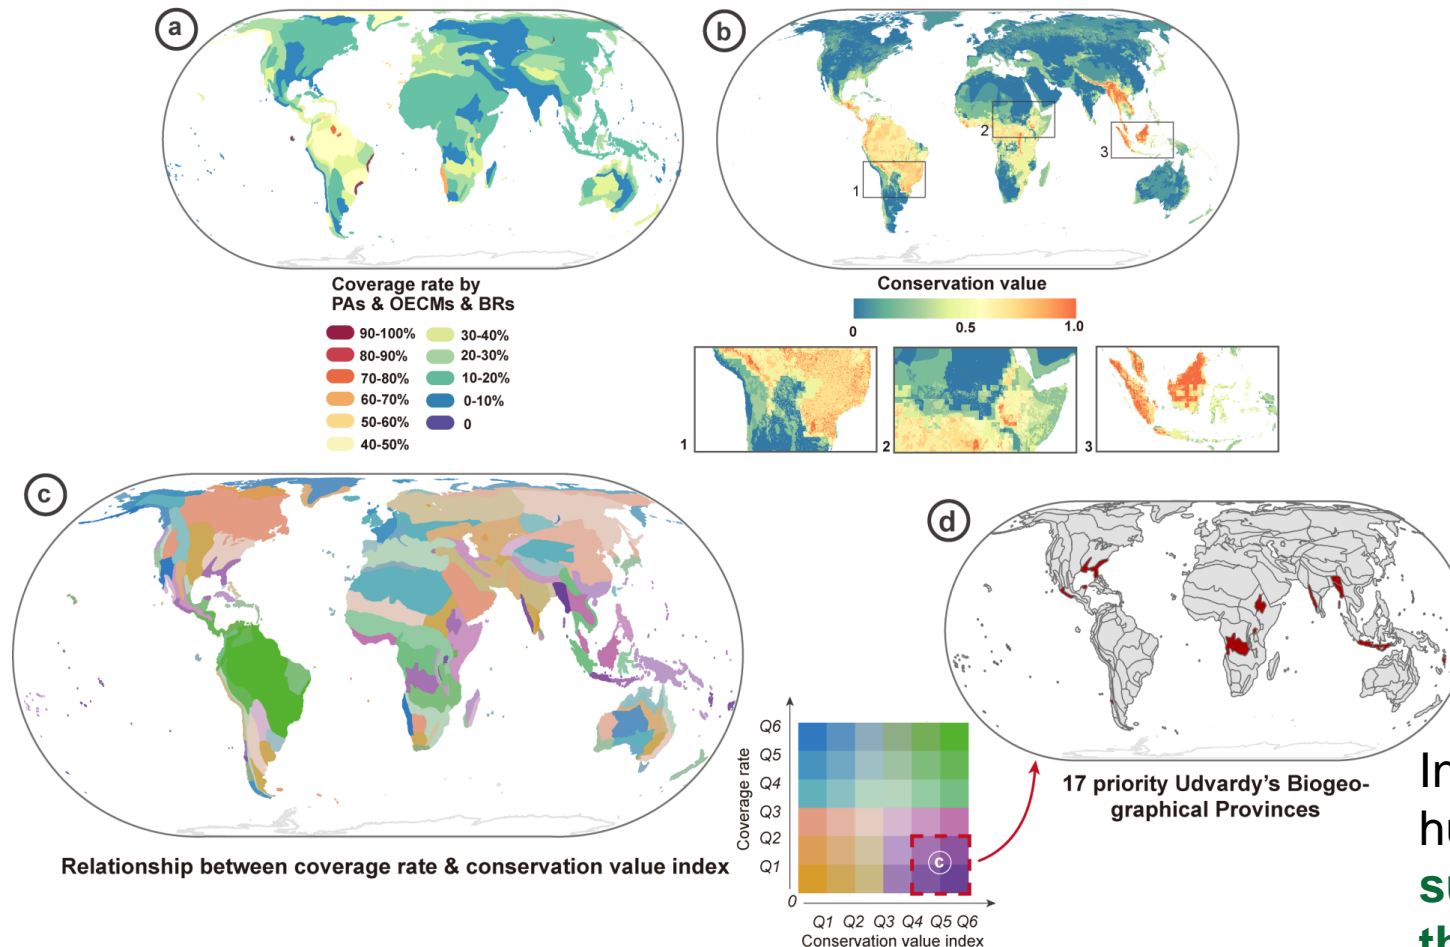 a
b
Coverage rate by
PAs & OECMs & BRs
90-100%
80-90%
70-80%
60-70%
50-60%
40-50%
30-40%
20-30%
10-20%
0-10%
0
1
2
3
Conservation value
0
0.5
1.0
1
2
3
c
Relationship between coverage rate & conservation value index
d
17 priority Udvardy's Biogeo-
graphical Provinces
Coverage rate
Q6
Q5
Q4
Q3
Q2
Q1
0
c
Q1 Q2 Q3 Q4 Q5 Q6
Conservation value index
In
hu
su
th